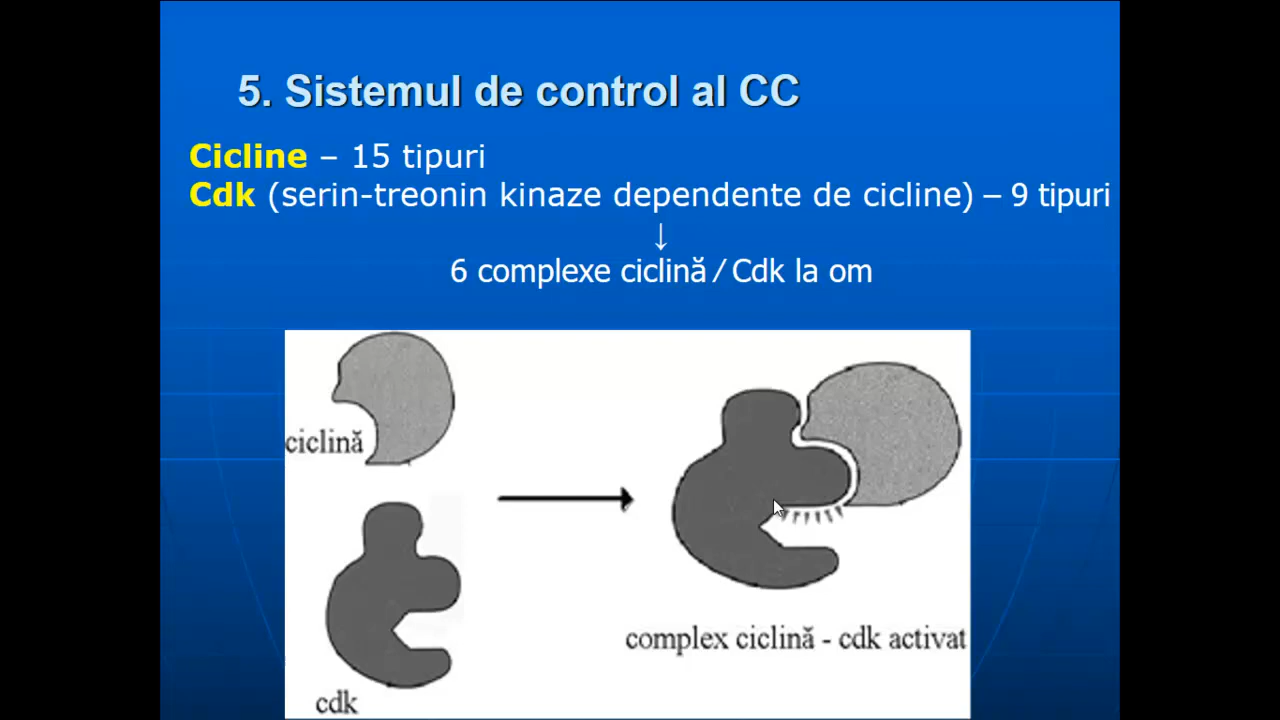 5. Sistemul de control al CC
Cicline – 15 tipuri
Cdk (serin-treonin kinaze dependente de cicline) – 9 tipuri
↓
6 complexe ciclină / Cdk la om
ciclină
cdk
complex ciclină - cdk activat